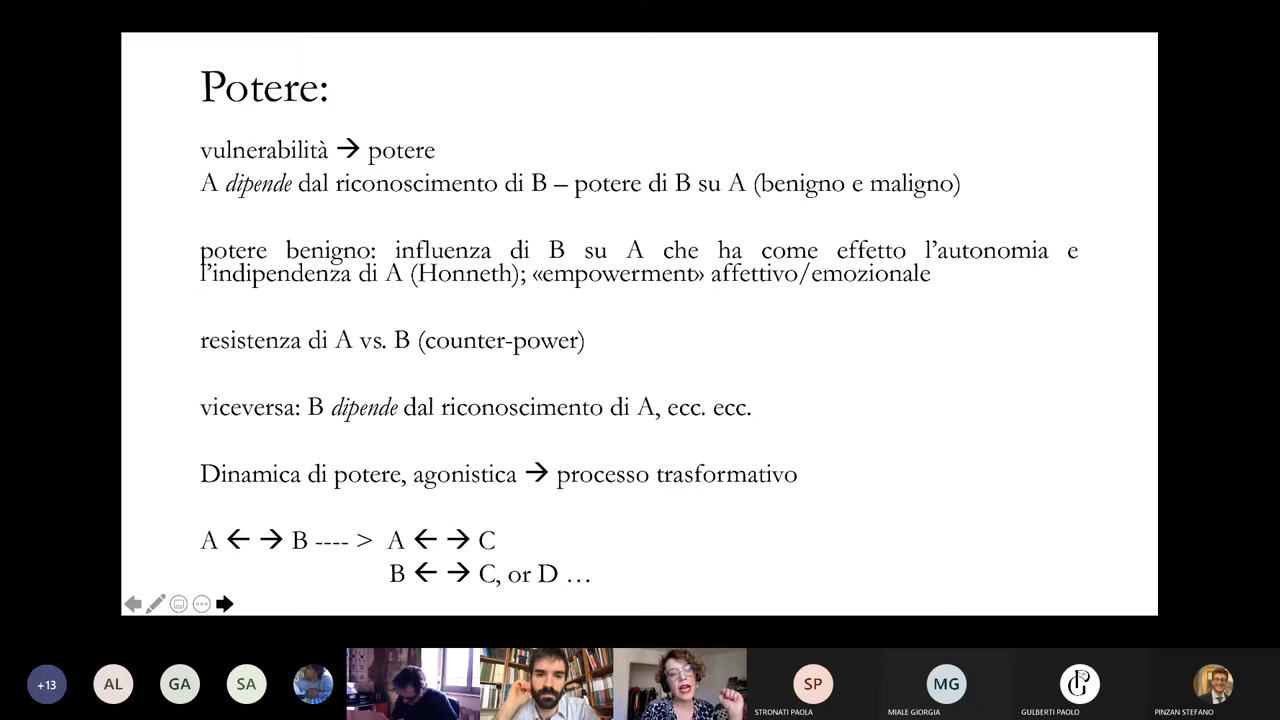 Potere:
vulnerabilità → potere
A dipende dal riconoscimento di B – potere di B su A (benigno e maligno)
potere benigno: influenza di B su A che ha come effetto l'autonomia e
l'indipendenza di A (Honneth); «empowerment» affettivo/emozionale
resistenza di A vs. B (counter-power)
viceversa: B dipende dal riconoscimento di A, ecc. ecc.
Dinamica di potere, agonistica → processo trasformativo
A ← → B ---- > A ← → C
B ← → C, or D …
+13
AL
GA
SA
SP
MG
STRONATI PAOLA
MIALE GIORGIA
GULBERTI PAOLO
PINZAN STEFANO